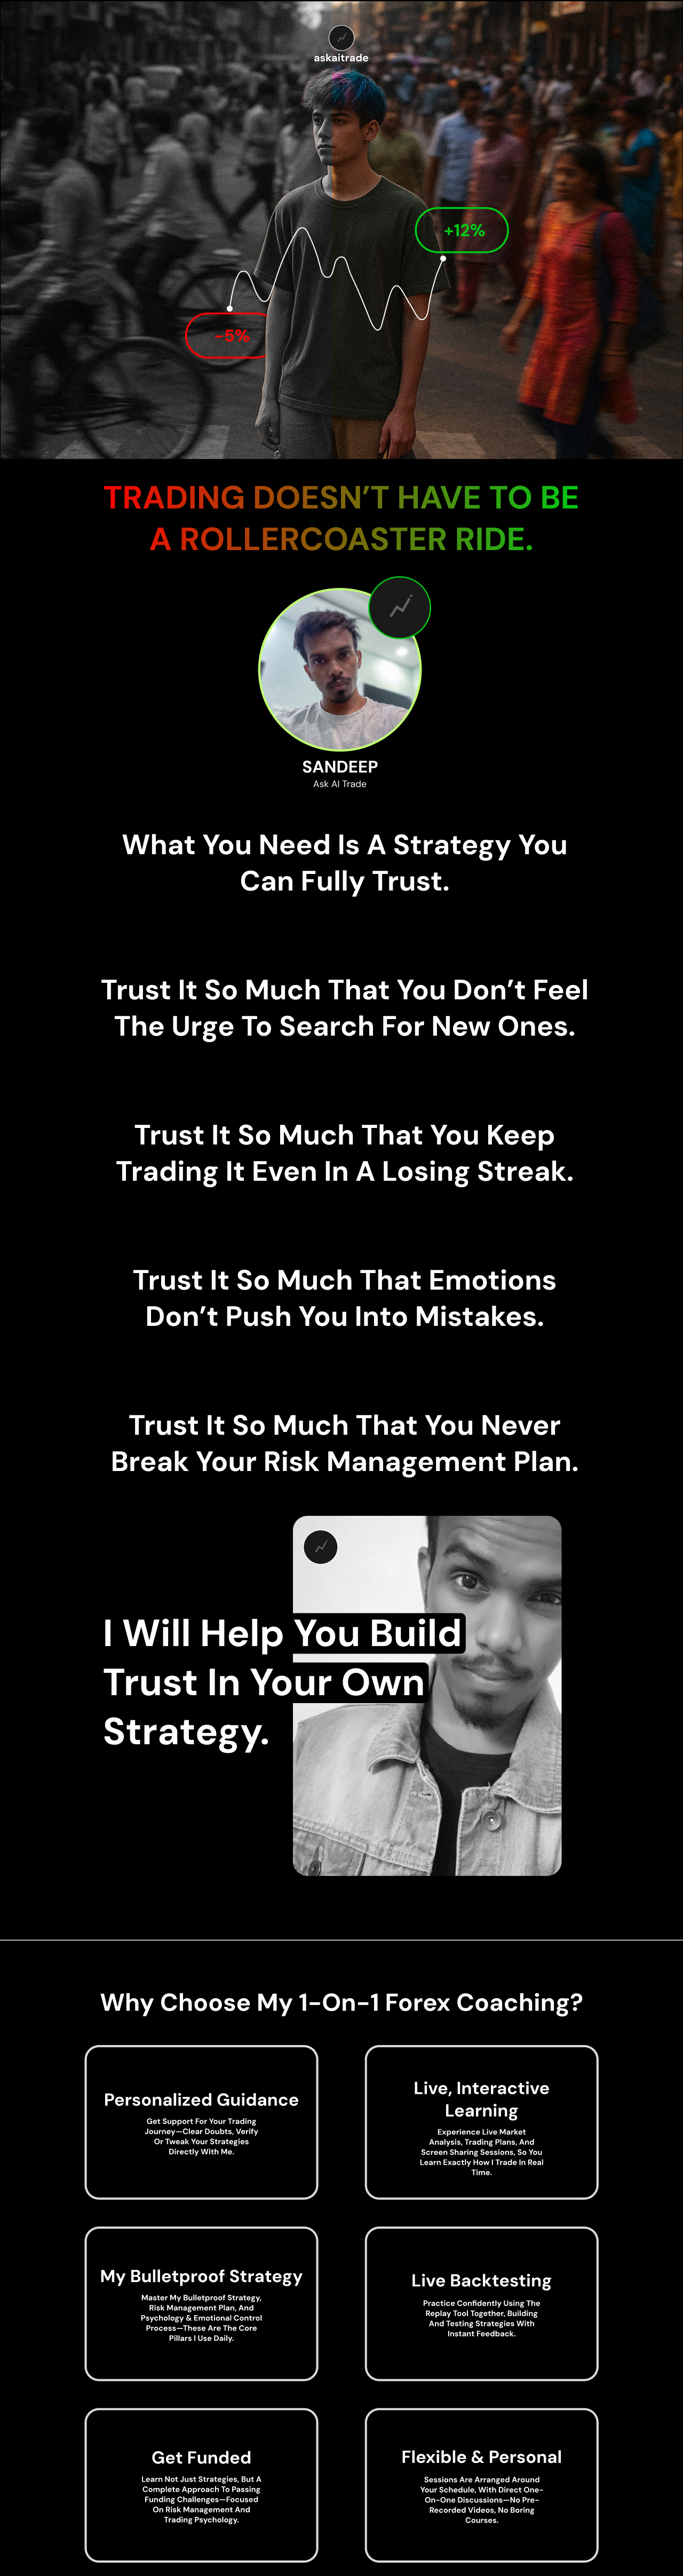 askaitrade
+12%
-5%
TRADING DOESN’T HAVE TO BE
A ROLLERCOASTER RIDE.
SANDEEP
Ask AI Trade
What You Need Is A Strategy You
Can Fully Trust.
Trust It So Much That You Don’t Feel
The Urge To Search For New Ones.
Trust It So Much That You Keep
Trading It Even In A Losing Streak.
Trust It So Much That Emotions
Don’t Push You Into Mistakes.
Trust It So Much That You Never
Break Your Risk Management Plan.
I Will Help You Build
Trust In Your Own
Strategy.
Why Choose My 1-On-1 Forex Coaching?
Personalized Guidance
Get Support For Your Trading
Journey—Clear Doubts, Verify
Or Tweak Your Strategies
Directly With Me.
Live, Interactive
Learning
Experience Live Market
Analysis, Trading Plans, And
Screen Sharing Sessions, So You
Learn Exactly How I Trade In Real
Time.
My Bulletproof Strategy
Master My Bulletproof Strategy,
Risk Management Plan, And
Psychology & Emotional Control
Process—These Are The Core
Pillars I Use Daily.
Live Backtesting
Practice Confidently Using The
Replay Tool Together, Building
And Testing Strategies With
Instant Feedback.
Get Funded
Learn Not Just Strategies, But A
Complete Approach To Passing
Funding Challenges—Focused
On Risk Management And
Trading Psychology.
Flexible & Personal
Sessions Are Arranged Around
Your Schedule, With Direct One-
On-One Discussions—No Pre-
Recorded Videos, No Boring
Courses.